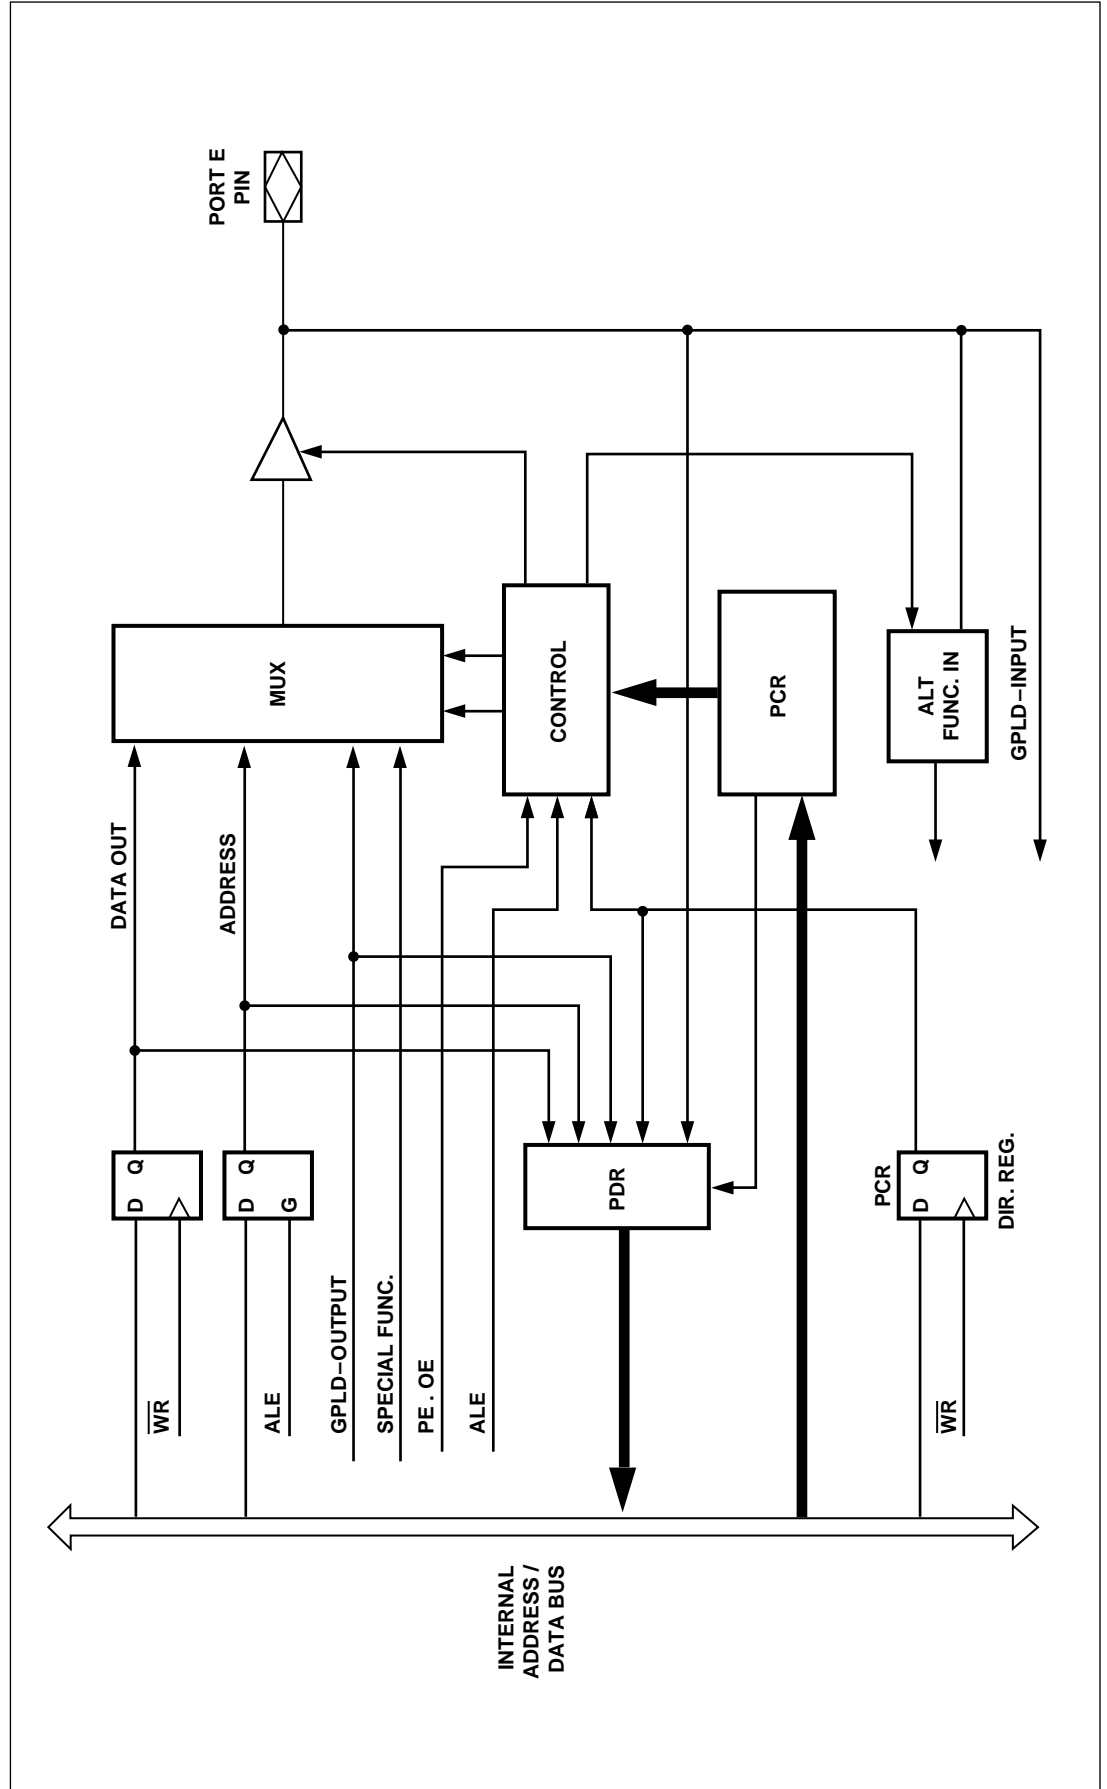 INTERNAL
ADDRESS /
DATA BUS
WR
D Q
DATA OUT
ALE
D Q
G
ADDRESS
GPLD–OUTPUT
SPECIAL FUNC.
PE . OE
ALE
MUX
PORT E
PIN
CONTROL
PDR
PCR
WR
PCR
D Q
DIR. REG.
ALT
FUNC. IN
GPLD–INPUT